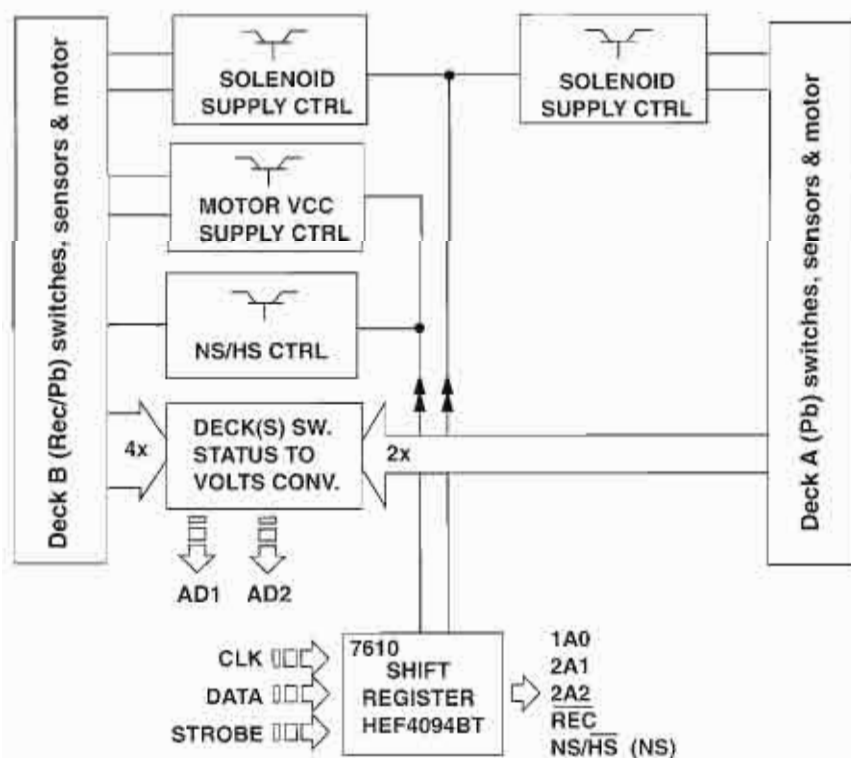 Deck B (Rec/Pb) switches, sensors & motor
SOLENOID
SUPPLY CTRL
SOLENOID
SUPPLY CTRL
MOTOR VCC
SUPPLY CTRL
NS/HS CTRL
4x
DECK(S) SW.
STATUS TO
VOLTS CONV.
2x
Deck A (Pb) switches, sensors & motor
AD1
AD2
CLK
DATA
STROBE
7610
SHIFT
REGISTER
HEF4094BT
1A0
2A1
2A2
REC
NS/HS (NS)